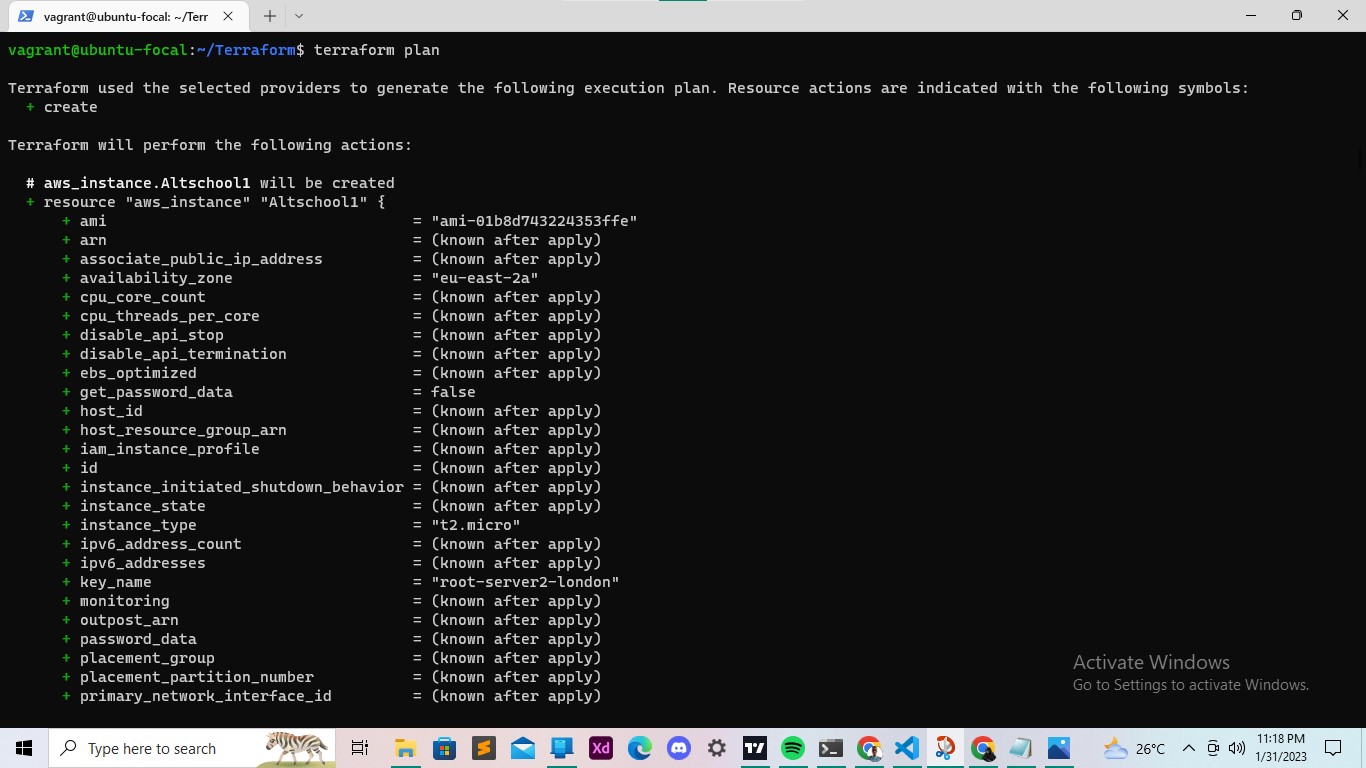 vagrant@ubuntu-focal: ~/Terr
vagrant@ubuntu-focal:~/Terraform$ terraform plan
Terraform used the selected providers to generate the following execution plan. Resource actions are indicated with the following symbols:
+ create
Terraform will perform the following actions:
# aws_instance.Altschool1 will be created
+ resource "aws_instance" "Altschool1" {
+ ami = "ami-01b8d743224353ffe"
+ arn = (known after apply)
+ associate_public_ip_address = (known after apply)
+ availability_zone = "eu-east-2a"
+ cpu_core_count = (known after apply)
+ cpu_threads_per_core = (known after apply)
+ disable_api_stop = (known after apply)
+ disable_api_termination = (known after apply)
+ ebs_optimized = (known after apply)
+ get_password_data = false
+ host_id = (known after apply)
+ host_resource_group_arn = (known after apply)
+ iam_instance_profile = (known after apply)
+ id = (known after apply)
+ instance_initiated_shutdown_behavior = (known after apply)
+ instance_state = (known after apply)
+ instance_type = "t2.micro"
+ ipv6_address_count = (known after apply)
+ ipv6_addresses = (known after apply)
+ key_name = "root-server2-london"
+ monitoring = (known after apply)
+ outpost_arn = (known after apply)
+ password_data = (known after apply)
+ placement_group = (known after apply)
+ placement_partition_number = (known after apply)
+ primary_network_interface_id = (known after apply)
Activate Windows
Go to Settings to activate Windows.
Type here to search
Xd
26°C
11:18 PM
1/31/2023